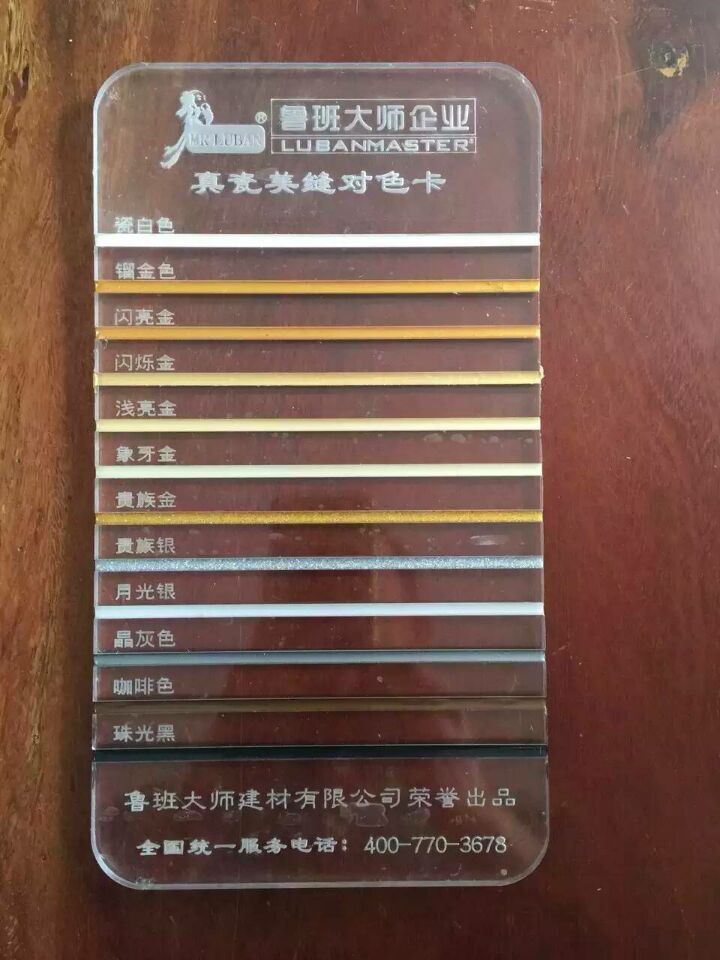 MR LUBAN® 鲁班大师企业
LUBANMASTER®
真瓷美缝对色卡
瓷白色
镏金色
闪亮金
闪烁金
浅亮金
象牙金
贵族金
贵族银
月光银
晶灰色
咖啡色
珠光黑
鲁班大师建材有限公司荣誉出品
全国统一服务电话：400-770-3678